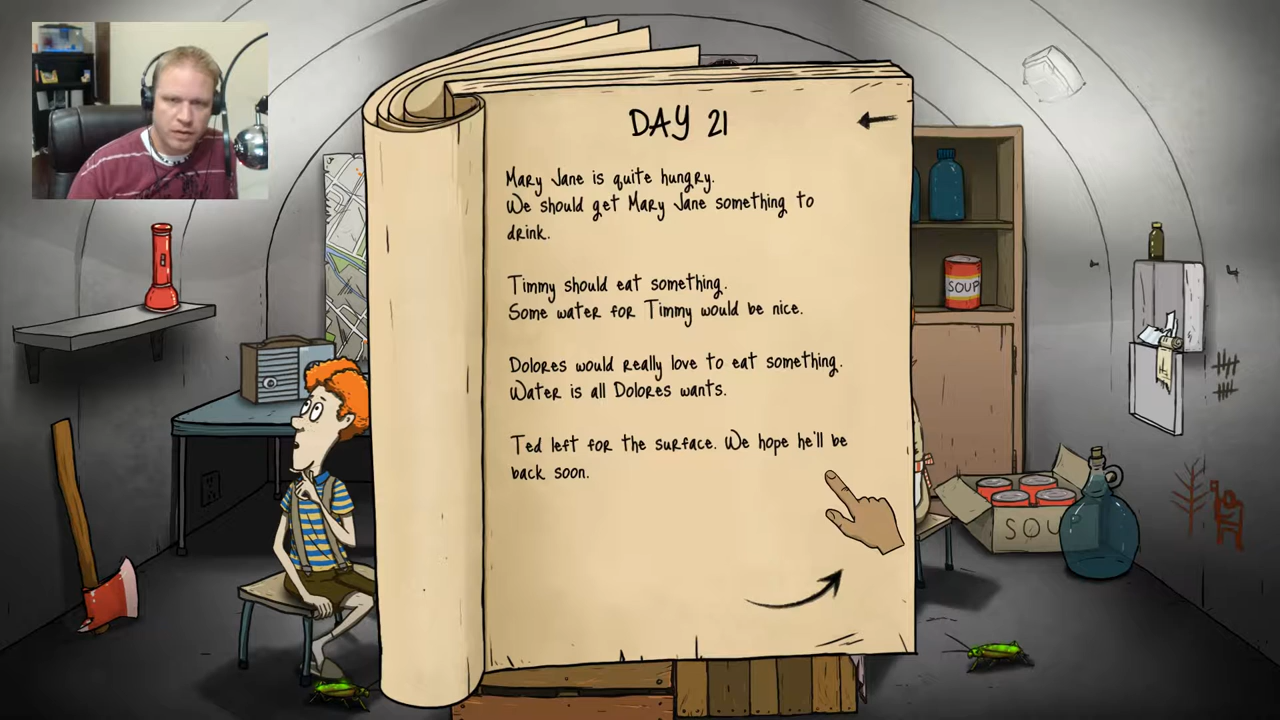 DAY 21
Mary Jane is quite hungry.
We should get Mary Jane something to
drink.
Timmy should eat something.
Some water for Timmy would be nice.
Dolores would really love to eat something.
Water is all Dolores wants.
Ted left for the surface. We hope he'll be
back soon.
SOUP
SOU